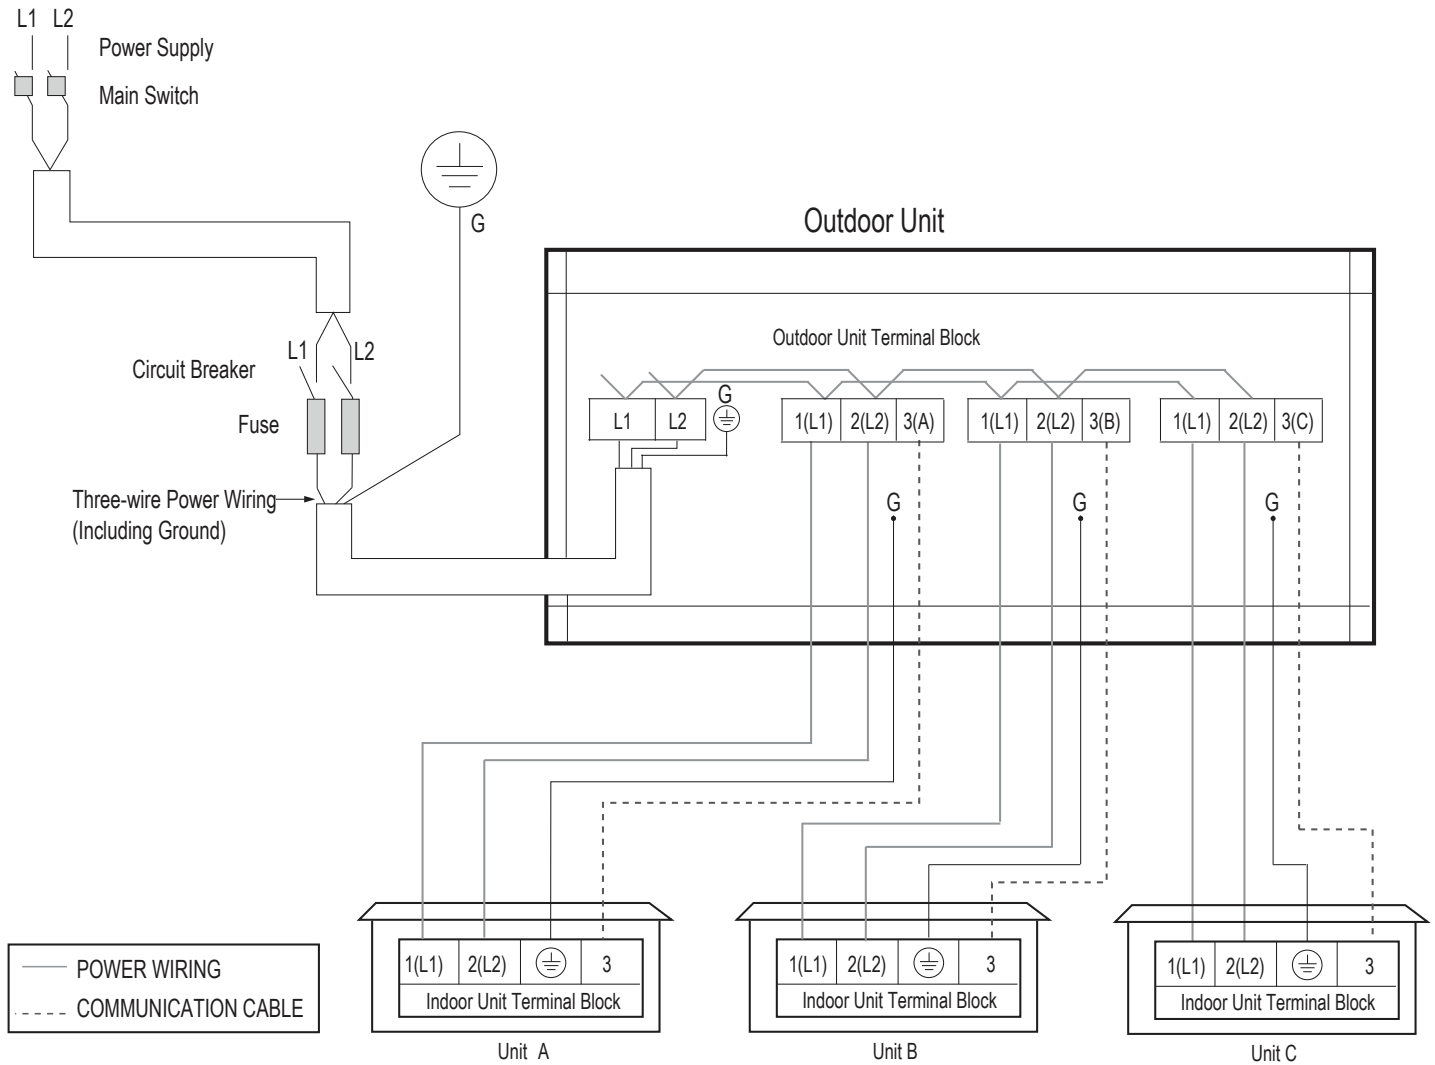 L1 L2
Power Supply
Main Switch
G
Outdoor Unit
Outdoor Unit Terminal Block
L1 L2
Circuit Breaker
Fuse
Three-wire Power Wiring
(Including Ground)
L1 L2 G
1(L1) 2(L2) 3(A)
1(L1) 2(L2) 3(B)
1(L1) 2(L2) 3(C)
G G G
1(L1) 2(L2) 3
Indoor Unit Terminal Block
Unit A
1(L1) 2(L2) 3
Indoor Unit Terminal Block
Unit B
1(L1) 2(L2) 3
Indoor Unit Terminal Block
Unit C
POWER WIRING
COMMUNICATION CABLE